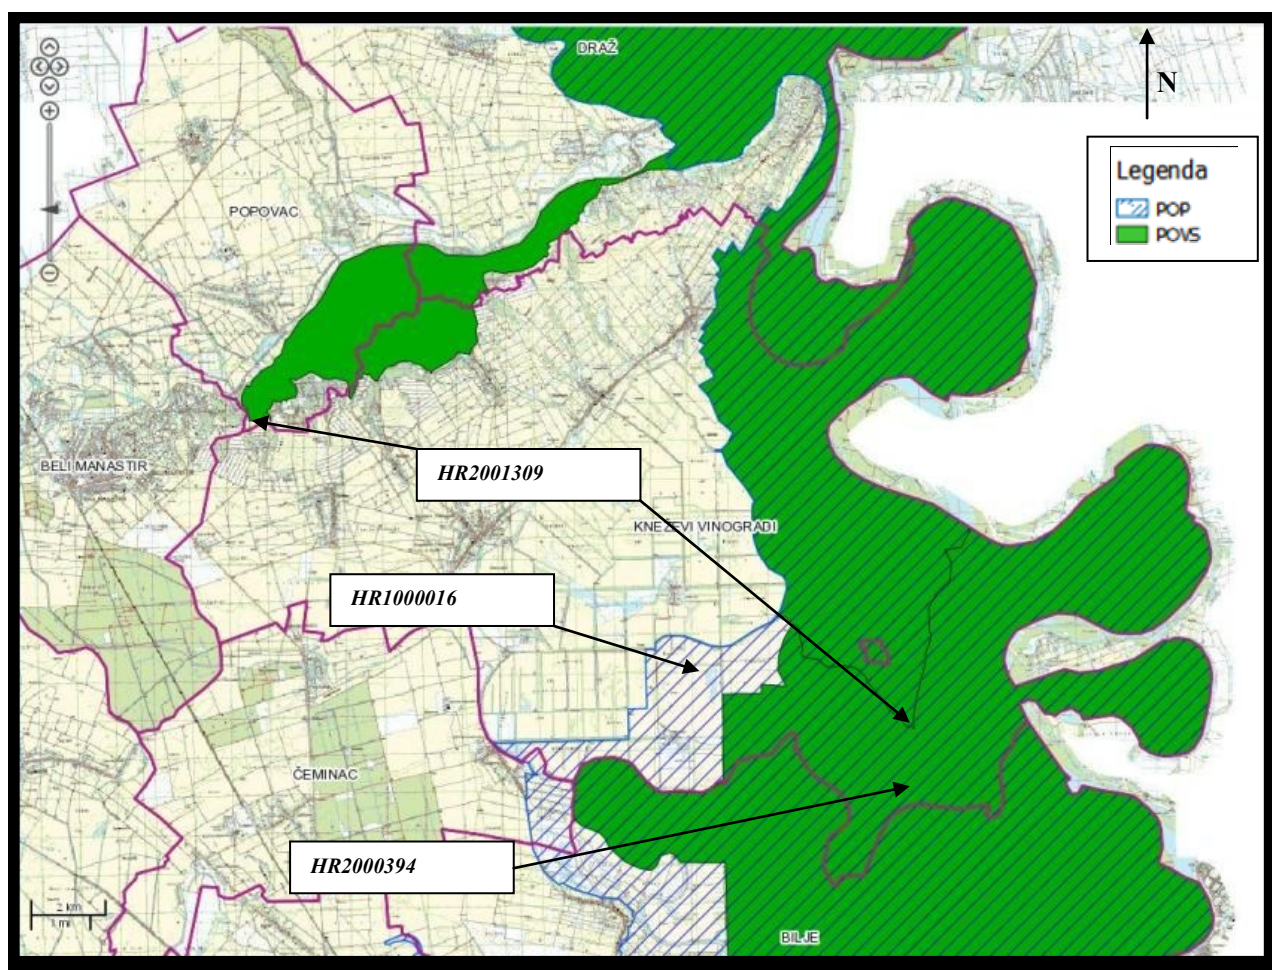 DRAŽ
N
Legenda
POP
POVS
POPOVAC
BELI MANASTIR
HR2001309
KNEŽEVI VINOGRADI
HR1000016
ČEMINAC
HR2000394
2 km
1 mi
BILJE